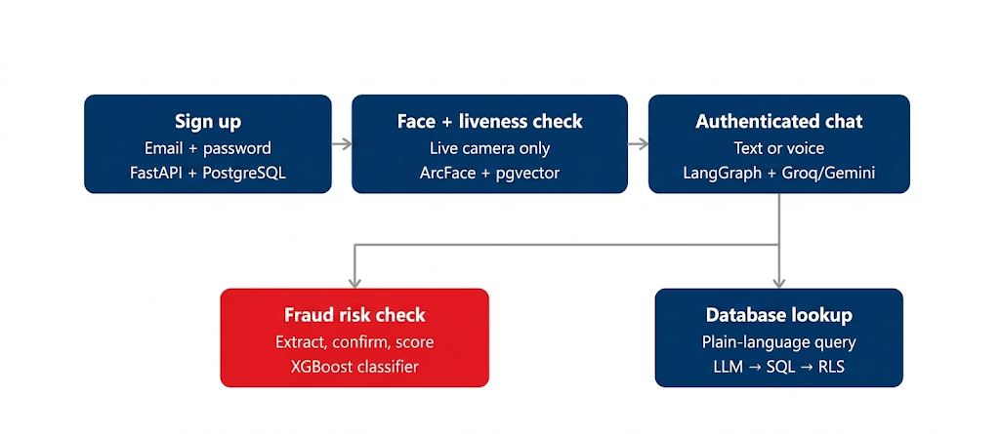 Sign up
Email + password
FastAPI + PostgreSQL
Face + liveness check
Live camera only
ArcFace + pgvector
Authenticated chat
Text or voice
LangGraph + Groq/Gemini
Fraud risk check
Extract, confirm, score
XGBoost classifier
Database lookup
Plain-language query
LLM → SQL → RLS